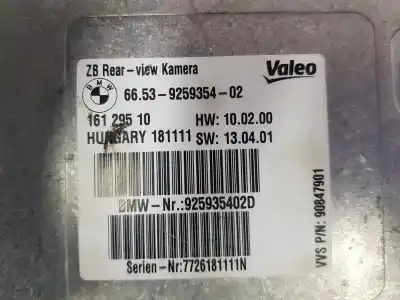 ZB Rear-view Kamera
Valeo
BMW
66.53-9259354-02
161 295 10
HW: 10.02.00
HUNGARY 181111
SW: 13.04.01
BMW-Nr.:925935402D
Serien-Nr:7726181111N
VVS P/N: 90847901